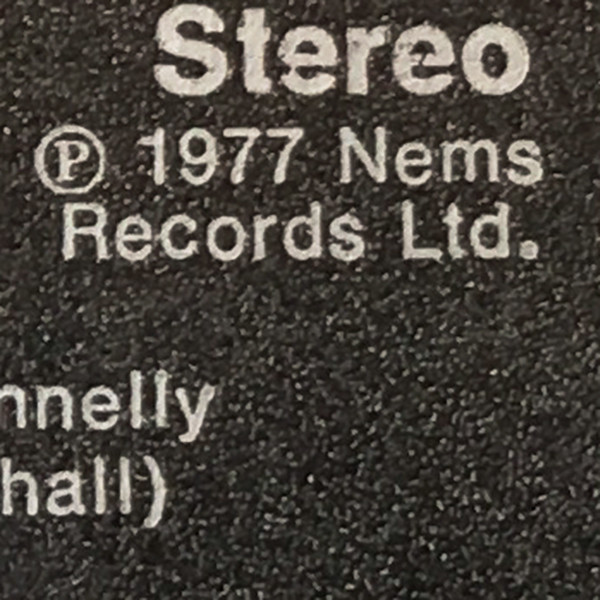 Stereo
℗ 1977 Nems
Records Ltd.
nnelly
hall)